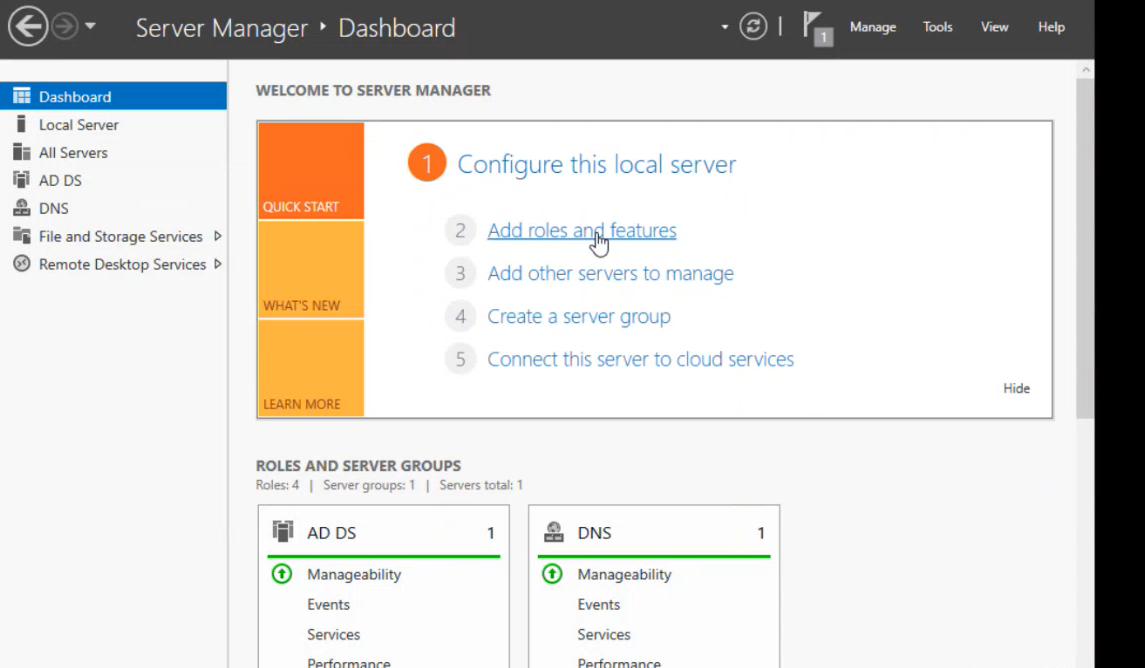 Server Manager ‣ Dashboard
1
Manage
Tools
View
Help
Dashboard
Local Server
All Servers
AD DS
DNS
File and Storage Services
Remote Desktop Services
WELCOME TO SERVER MANAGER
QUICK START
WHAT'S NEW
LEARN MORE
1 Configure this local server
2 Add roles and features
3 Add other servers to manage
4 Create a server group
5 Connect this server to cloud services
Hide
ROLES AND SERVER GROUPS
Roles: 4 | Server groups: 1 | Servers total: 1
AD DS 1
Manageability
Events
Services
Performance
DNS 1
Manageability
Events
Services
Performance